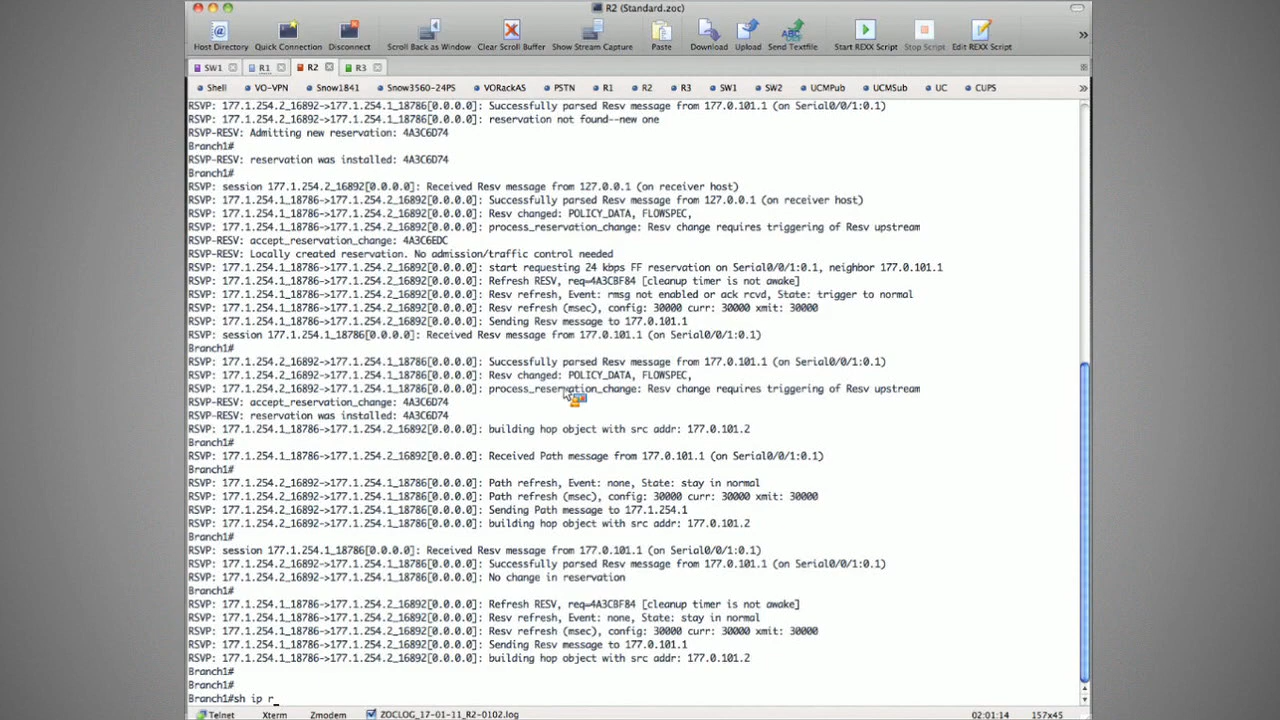 R2 (Standard.zoc)
Host Directory Quick Connection Disconnect Scroll Back as Window Clear Scroll Buffer Show Stream Capture Paste Download Upload Send Textfile Start REXX Script Stop Script Edit REXX Script
SW1 R1 R2 R3
Shell VO-VPN Snow1841 Snow3560-24PS VORackAS PSTN R1 R2 R3 SW1 SW2 UCMPub UCMSub UC CUPS
RSVP: 177.1.254.2_16892->177.1.254.1_18786[0.0.0.0]: Successfully parsed Resv message from 177.0.101.1 (on Serial0/0/1:0.1)
RSVP: 177.1.254.2_16892->177.1.254.1_18786[0.0.0.0]: reservation not found--new one
RSVP-RESV: Admitting new reservation: 4A3C6D74
Branch1#
RSVP-RESV: reservation was installed: 4A3C6D74
Branch1#
RSVP: session 177.1.254.2_16892[0.0.0.0]: Received Resv message from 127.0.0.1 (on receiver host)
RSVP: 177.1.254.1_18786->177.1.254.2_16892[0.0.0.0]: Successfully parsed Resv message from 127.0.0.1 (on receiver host)
RSVP: 177.1.254.1_18786->177.1.254.2_16892[0.0.0.0]: Resv changed: POLICY_DATA, FLOWSPEC,
RSVP: 177.1.254.1_18786->177.1.254.2_16892[0.0.0.0]: process_reservation_change: Resv change requires triggering of Resv upstream
RSVP-RESV: accept_reservation_change: 4A3C6EDC
RSVP-RESV: Locally created reservation. No admission/traffic control needed
RSVP: 177.1.254.1_18786->177.1.254.2_16892[0.0.0.0]: start requesting 24 kbps FF reservation on Serial0/0/1:0.1, neighbor 177.0.101.1
RSVP: 177.1.254.1_18786->177.1.254.2_16892[0.0.0.0]: Refresh RESV, req=4A3CBF84 [cleanup timer is not awake]
RSVP: 177.1.254.1_18786->177.1.254.2_16892[0.0.0.0]: Resv refresh, Event: rmsg not enabled or ack rcvd, State: trigger to normal
RSVP: 177.1.254.1_18786->177.1.254.2_16892[0.0.0.0]: Resv refresh (msec), config: 30000 curr: 30000 xmit: 30000
RSVP: 177.1.254.1_18786->177.1.254.2_16892[0.0.0.0]: Sending Resv message to 177.0.101.1
RSVP: session 177.1.254.1_18786[0.0.0.0]: Received Resv message from 177.0.101.1 (on Serial0/0/1:0.1)
Branch1#
RSVP: 177.1.254.2_16892->177.1.254.1_18786[0.0.0.0]: Successfully parsed Resv message from 177.0.101.1 (on Serial0/0/1:0.1)
RSVP: 177.1.254.2_16892->177.1.254.1_18786[0.0.0.0]: Resv changed: POLICY_DATA, FLOWSPEC,
RSVP: 177.1.254.2_16892->177.1.254.1_18786[0.0.0.0]: process_reservation_change: Resv change requires triggering of Resv upstream
RSVP-RESV: accept_reservation_change: 4A3C6D74
RSVP-RESV: reservation was installed: 4A3C6D74
RSVP: 177.1.254.1_18786->177.1.254.2_16892[0.0.0.0]: building hop object with src addr: 177.0.101.2
Branch1#
RSVP: 177.1.254.1_18786->177.1.254.2_16892[0.0.0.0]: Received Path message from 177.0.101.1 (on Serial0/0/1:0.1)
Branch1#
RSVP: 177.1.254.2_16892->177.1.254.1_18786[0.0.0.0]: Path refresh, Event: none, State: stay in normal
RSVP: 177.1.254.2_16892->177.1.254.1_18786[0.0.0.0]: Path refresh (msec), config: 30000 curr: 30000 xmit: 30000
RSVP: 177.1.254.2_16892->177.1.254.1_18786[0.0.0.0]: Sending Path message to 177.1.254.1
RSVP: 177.1.254.2_16892->177.1.254.1_18786[0.0.0.0]: building hop object with src addr: 177.0.101.2
Branch1#
RSVP: session 177.1.254.1_18786[0.0.0.0]: Received Resv message from 177.0.101.1 (on Serial0/0/1:0.1)
RSVP: 177.1.254.2_16892->177.1.254.1_18786[0.0.0.0]: Successfully parsed Resv message from 177.0.101.1 (on Serial0/0/1:0.1)
RSVP: 177.1.254.2_16892->177.1.254.1_18786[0.0.0.0]: No change in reservation
Branch1#
RSVP: 177.1.254.1_18786->177.1.254.2_16892[0.0.0.0]: Refresh RESV, req=4A3CBF84 [cleanup timer is not awake]
RSVP: 177.1.254.1_18786->177.1.254.2_16892[0.0.0.0]: Resv refresh, Event: none, State: stay in normal
RSVP: 177.1.254.1_18786->177.1.254.2_16892[0.0.0.0]: Resv refresh (msec), config: 30000 curr: 30000 xmit: 30000
RSVP: 177.1.254.1_18786->177.1.254.2_16892[0.0.0.0]: Sending Resv message to 177.0.101.1
RSVP: 177.1.254.1_18786->177.1.254.2_16892[0.0.0.0]: building hop object with src addr: 177.0.101.2
Branch1#
Branch1#
Branch1#sh ip r_
Telnet Xterm Zmodem ZOCLOG_17-01-11_R2-0102.log 02:01:14 157x45